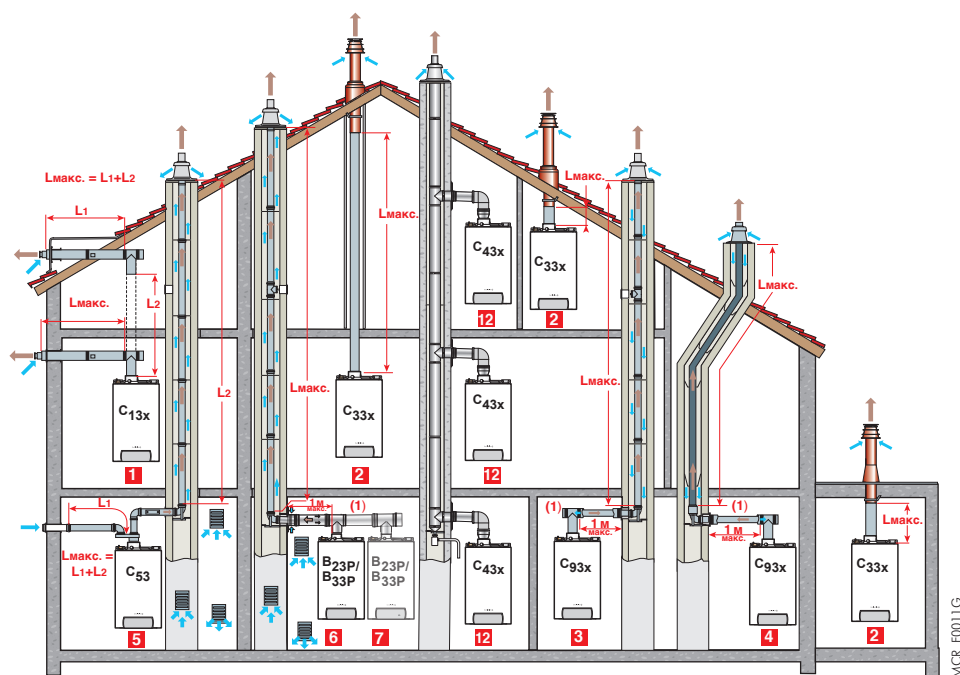 Lмакс. = L1+L2
L1
Lмакс.
L2
C13x
1
L2
L1
Lмакс. =
L1+L2
C53
5
Lмакс.
Lмакс.
C33x
2
1 м
макс.
(1)
B23P/
B33P
6
B23P/
B33P
7
C43x
12
C43x
12
C43x
12
Lмакс.
C33x
2
Lмакс.
(1)
1 м
макс.
C93x
3
Lмакс.
(1)
1 м
макс.
C93x
4
Lмакс.
C33x
2
MCR_F0011G